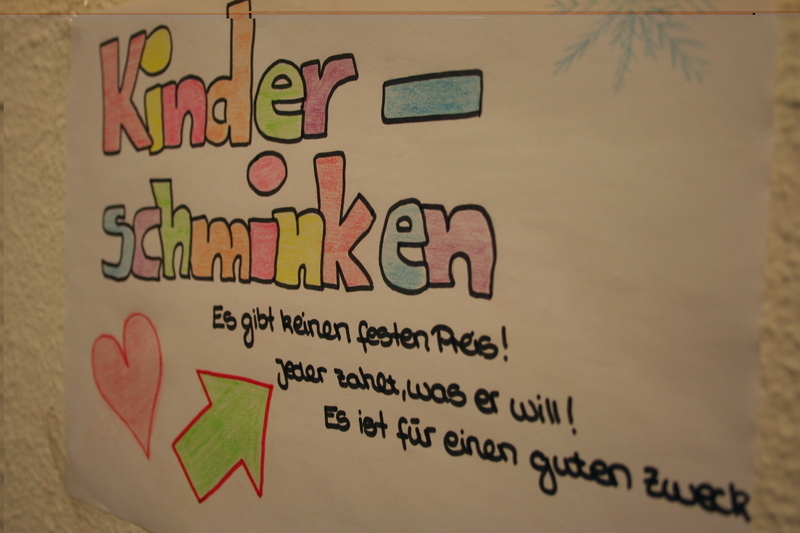 Kinder-
schminken
Es gibt keinen festen Preis!
jeder zahlt, was er will!
Es ist für einen guten Zweck